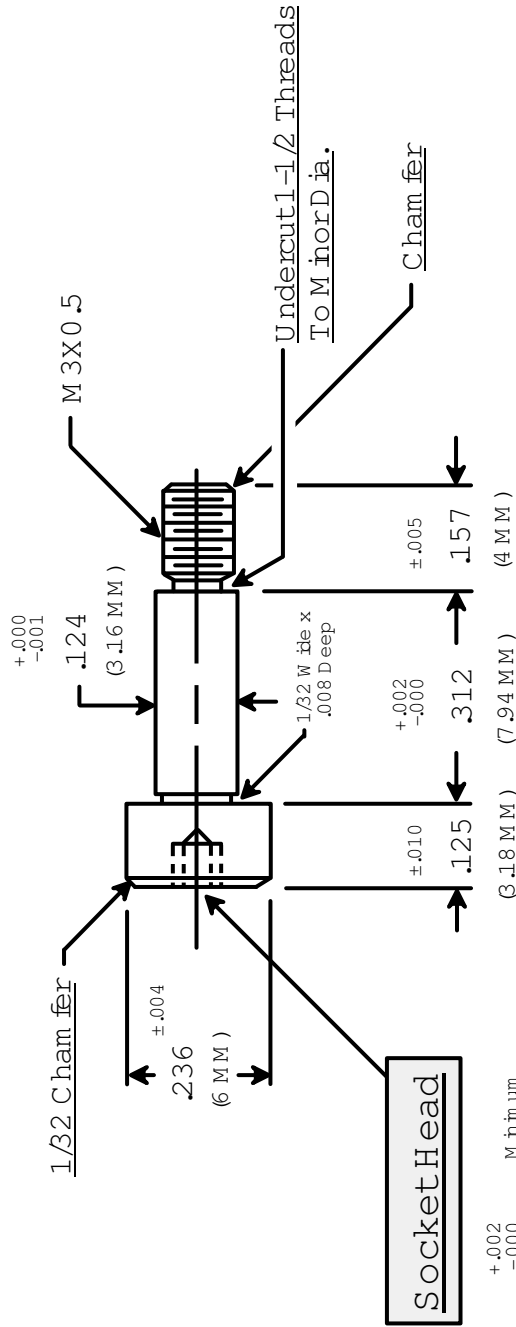 1/32 Chamfer
+.000
-.001
.124
(3.16 MM)
M3X0.5
±.004
.236
(6 MM)
1/32 Wide x
.008 Deep
Undercut 1-1/2 Threads
To Minor Dia.
Chamfer
±.010
.125
(3.18 MM)
+.002
-.000
.312
(7.94 MM)
±.005
.157
(4 MM)
Socket Head
+.002
-.000
Minimum